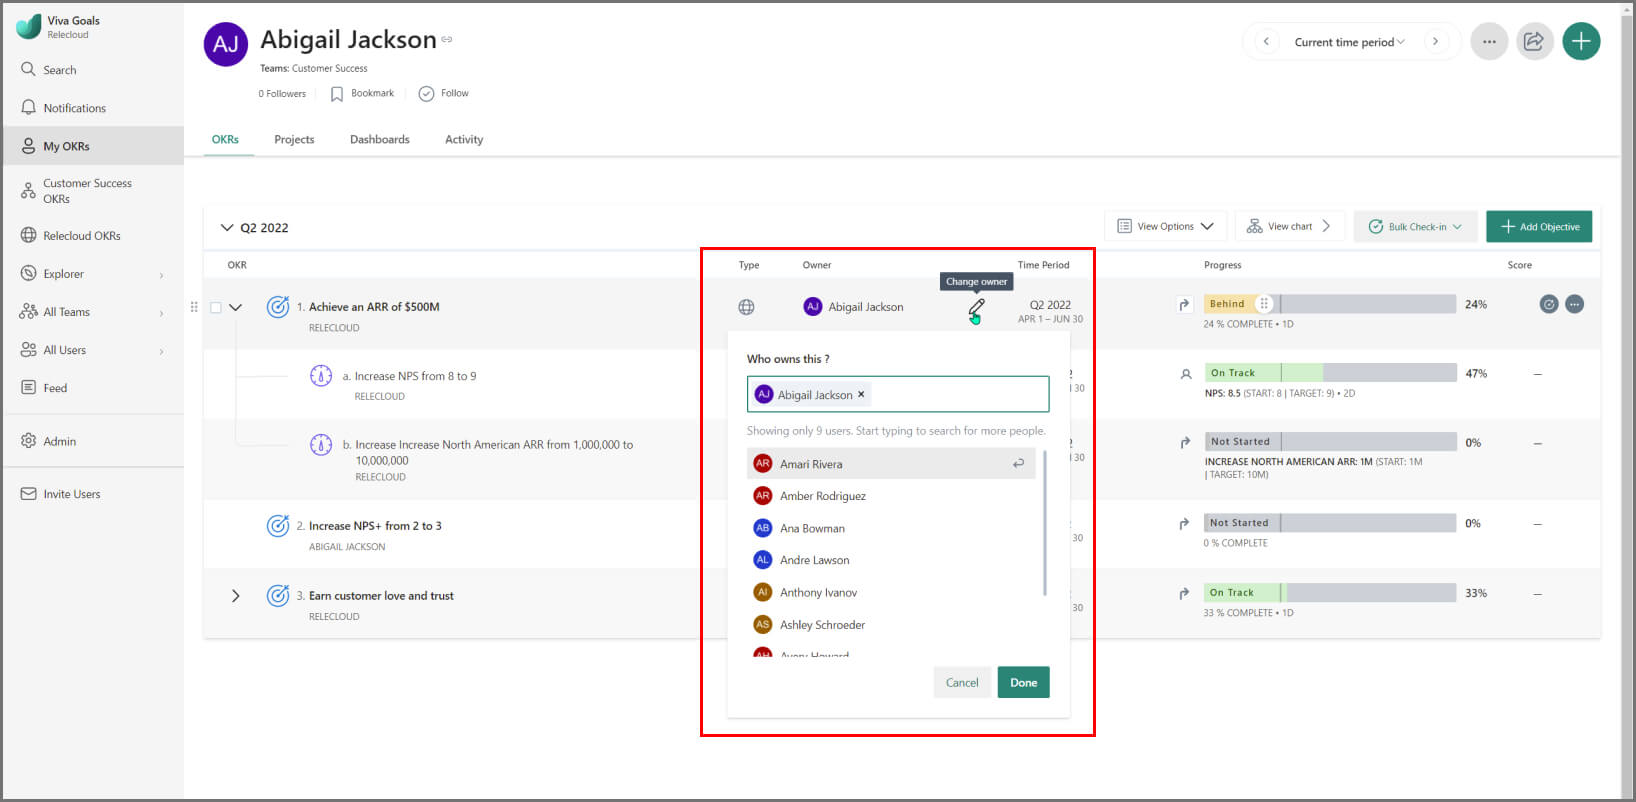 Viva Goals
Relecloud
Search
Notifications
My OKRs
Customer Success
OKRs
Relecloud OKRs
Explorer
All Teams
All Users
Feed
Admin
Invite Users
AJ
Abigail Jackson
Teams: Customer Success
0 Followers
Bookmark
Follow
Current time period
OKRs
Projects
Dashboards
Activity
Q2 2022
View Options
View chart
Bulk Check-in
Add Objective
OKR
Type
Owner
Time Period
Progress
Score
Change owner
1. Achieve an ARR of $500M
RELECLOUD
AJ Abigail Jackson
Q2 2022
APR 1 – JUN 30
Behind
24%
24 % COMPLETE • 1D
a. Increase NPS from 8 to 9
RELECLOUD
2
30
On Track
47%
–
NPS: 8.5 (START: 8 | TARGET: 9) • 2D
b. Increase Increase North American ARR from 1,000,000 to
10,000,000
RELECLOUD
2
30
Not Started
0%
–
INCREASE NORTH AMERICAN ARR: 1M (START: 1M
| TARGET: 10M)
2. Increase NPS+ from 2 to 3
ABIGAIL JACKSON
30
Not Started
0%
–
0 % COMPLETE
3. Earn customer love and trust
RELECLOUD
30
On Track
33%
–
33 % COMPLETE • 1D
Who owns this ?
AJ Abigail Jackson ×
Showing only 9 users. Start typing to search for more people.
AR Amari Rivera
AR Amber Rodriguez
AB Ana Bowman
AL Andre Lawson
AI Anthony Ivanov
AS Ashley Schroeder
AH Avery Howard
Cancel
Done